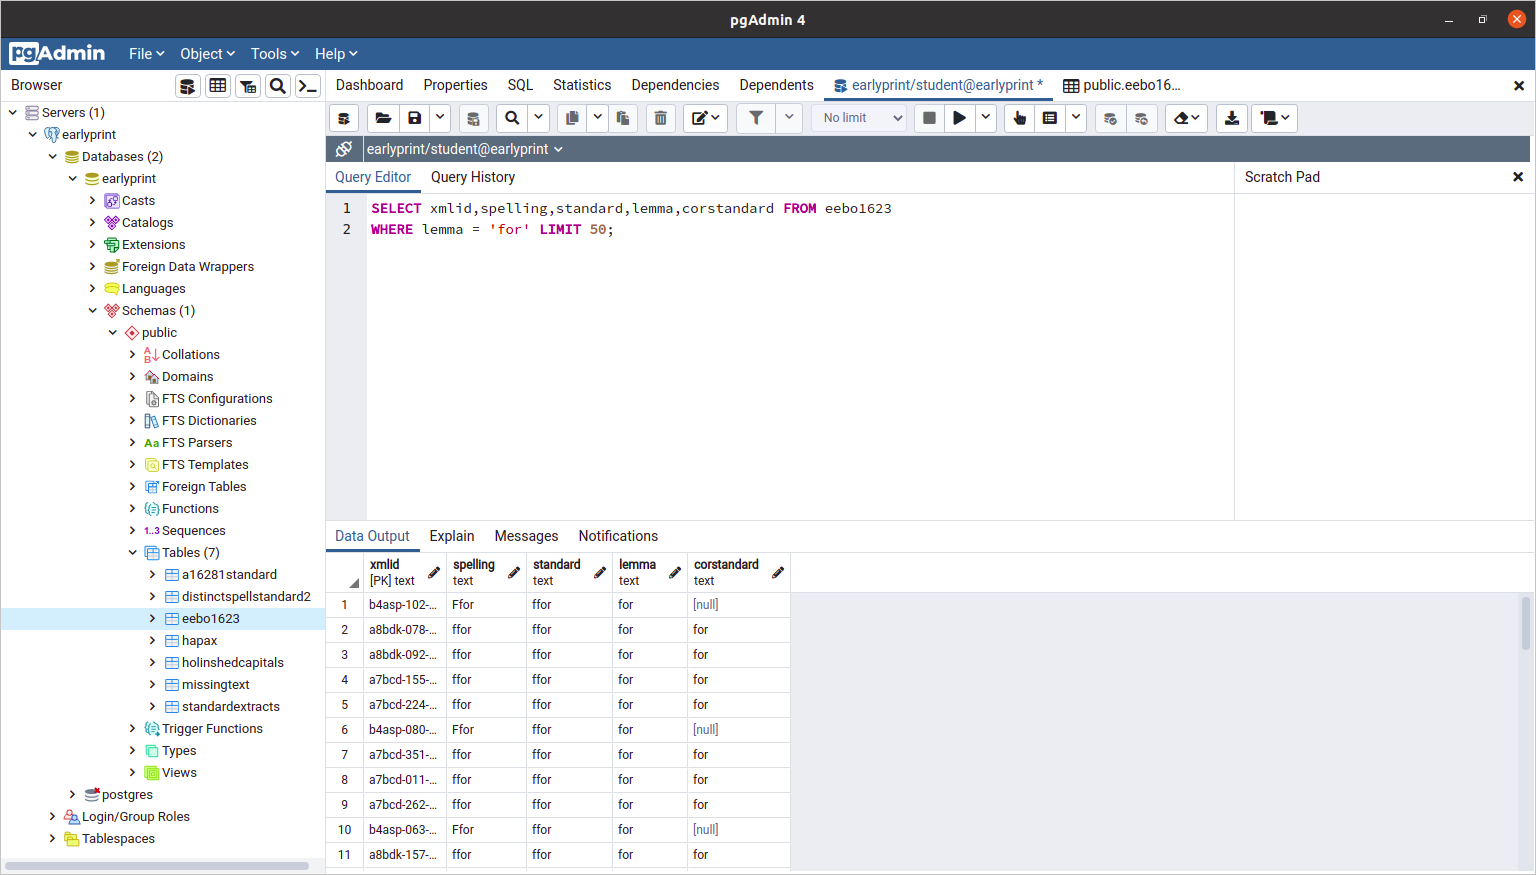 pgAdmin 4
pgAdmin File Object Tools Help
Browser
Dashboard Properties SQL Statistics Dependencies Dependents earlyprint/student@earlyprint * public.eebo16...
No limit
earlyprint/student@earlyprint
Query Editor Query History Scratch Pad
1 SELECT xmlid,spelling,standard,lemma,corstandard FROM eebo1623
2 WHERE lemma = 'for' LIMIT 50;
Servers (1)
earlyprint
Databases (2)
earlyprint
Casts
Catalogs
Extensions
Foreign Data Wrappers
Languages
Schemas (1)
public
Collations
Domains
FTS Configurations
FTS Dictionaries
Aa FTS Parsers
FTS Templates
Foreign Tables
Functions
1..3 Sequences
Tables (7)
a16281standard
distinctspellstandard2
eebo1623
hapax
holinshedcapitals
missingtext
standardextracts
Trigger Functions
Types
Views
postgres
Login/Group Roles
Tablespaces
Data Output Explain Messages Notifications
xmlid spelling standard lemma corstandard
[PK] text text text text text
1 b4asp-102-... Ffor ffor for [null]
2 a8bdk-078-... ffor ffor for for
3 a8bdk-092-... ffor ffor for for
4 a7bcd-155-... ffor ffor for for
5 a7bcd-224-... ffor ffor for for
6 b4asp-080-... Ffor ffor for [null]
7 a7bcd-351-... ffor ffor for for
8 a7bcd-011-... ffor ffor for for
9 a7bcd-262-... ffor ffor for for
10 b4asp-063-... Ffor ffor for [null]
11 a8bdk-157-... ffor ffor for for